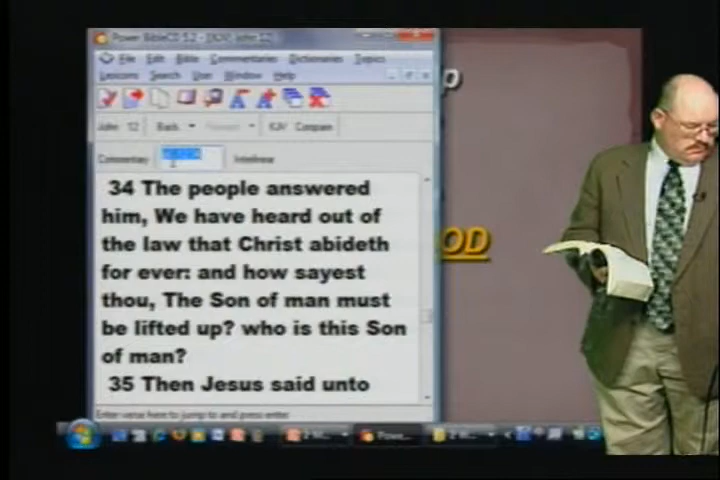 Power BibleCD 5.2 - [KJV: John 12]
File Edit Bible Commentaries Dictionaries Topics
Lexicons Search User Window Help
John 12 Back KJV Compare
Commentary Interlinear
34 The people answered
him, We have heard out of
the law that Christ abideth
for ever: and how sayest
thou, The Son of man must
be lifted up? who is this Son
of man?
35 Then Jesus said unto
Enter verse here to jump to and press enter
OD